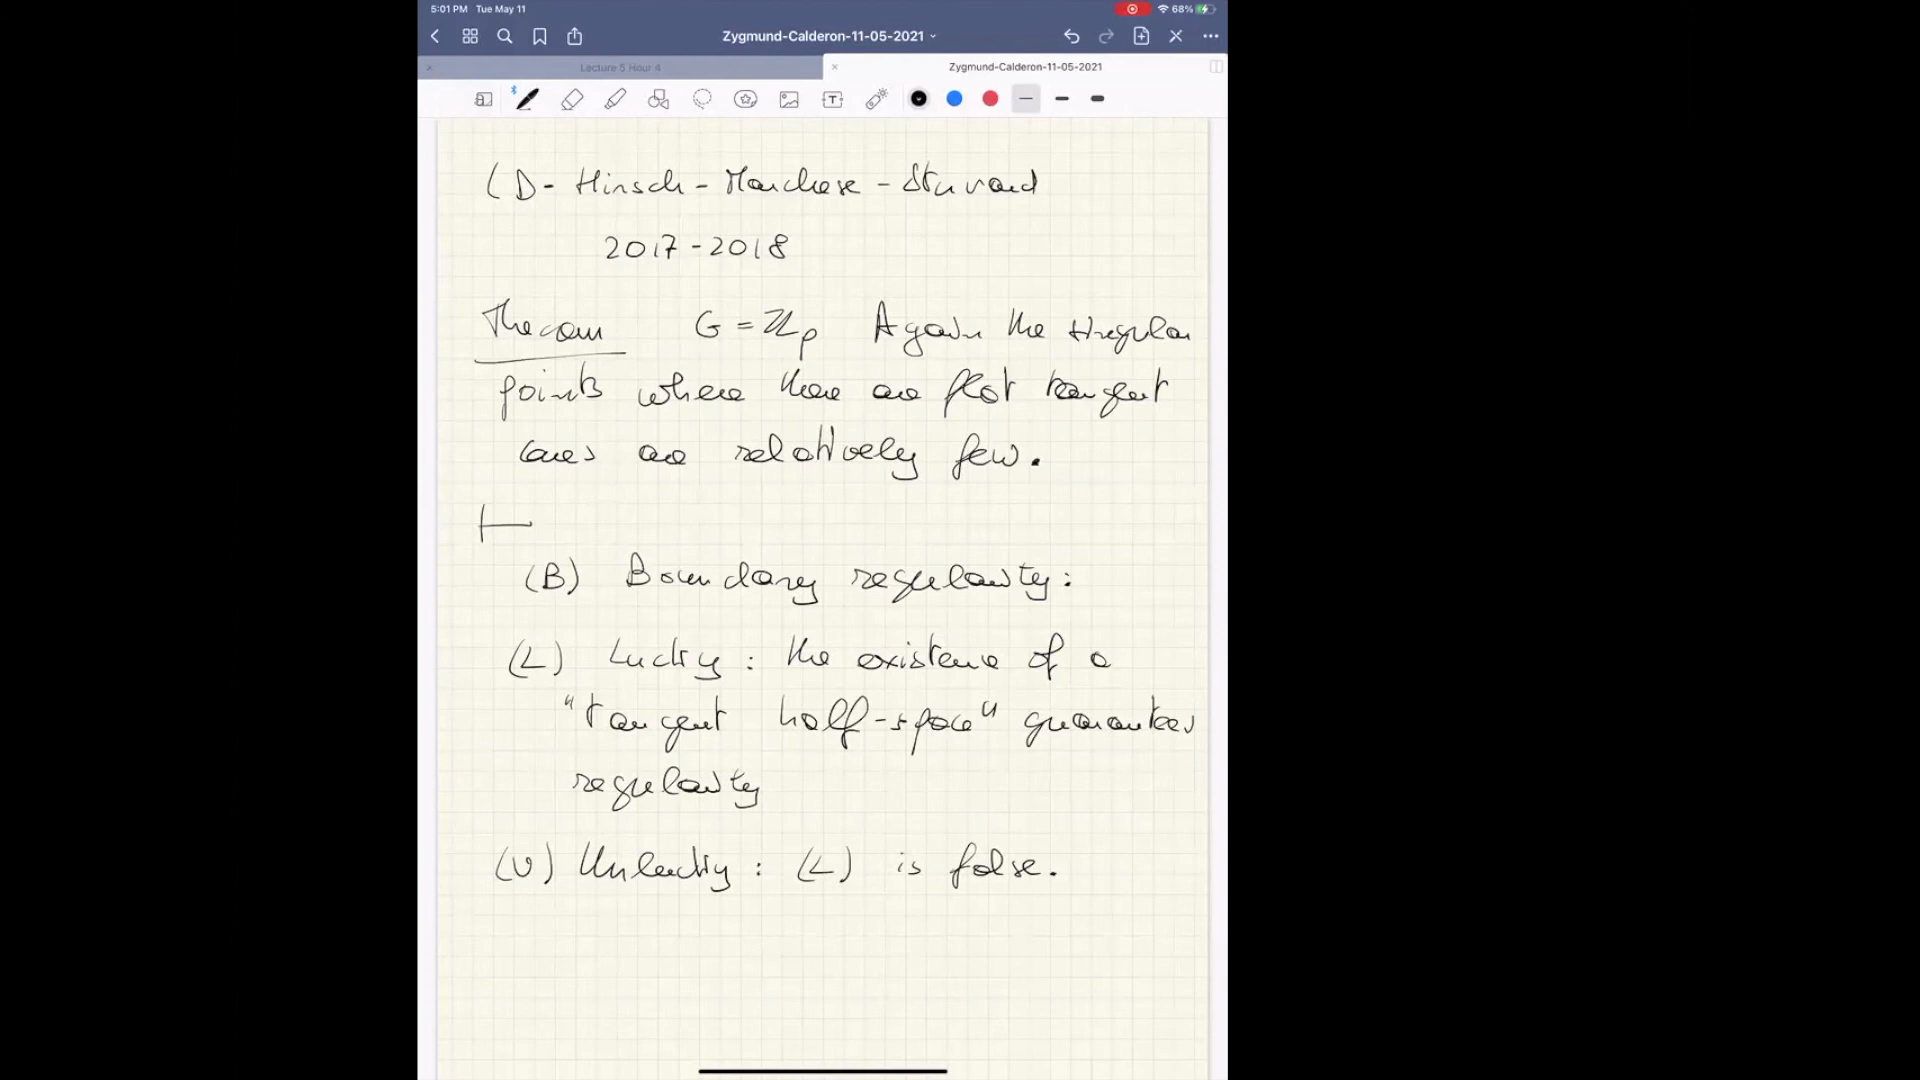 5:01 PM Tue May 11
68%
Zygmund-Calderon-11-05-2021
Lecture 5 Hour 4
Zygmund-Calderon-11-05-2021
(D- Hirsch - Marchese - Stuvard
2017 - 2018
Theorem G = ℤp Again the singular
points where there are flat tangent
cones are relatively few.
(B) Boundary regularity:
(L) Lucky: the existence of a
"tangent half-space" guarantees
regularity
(U) Unlucky: (L) is false.